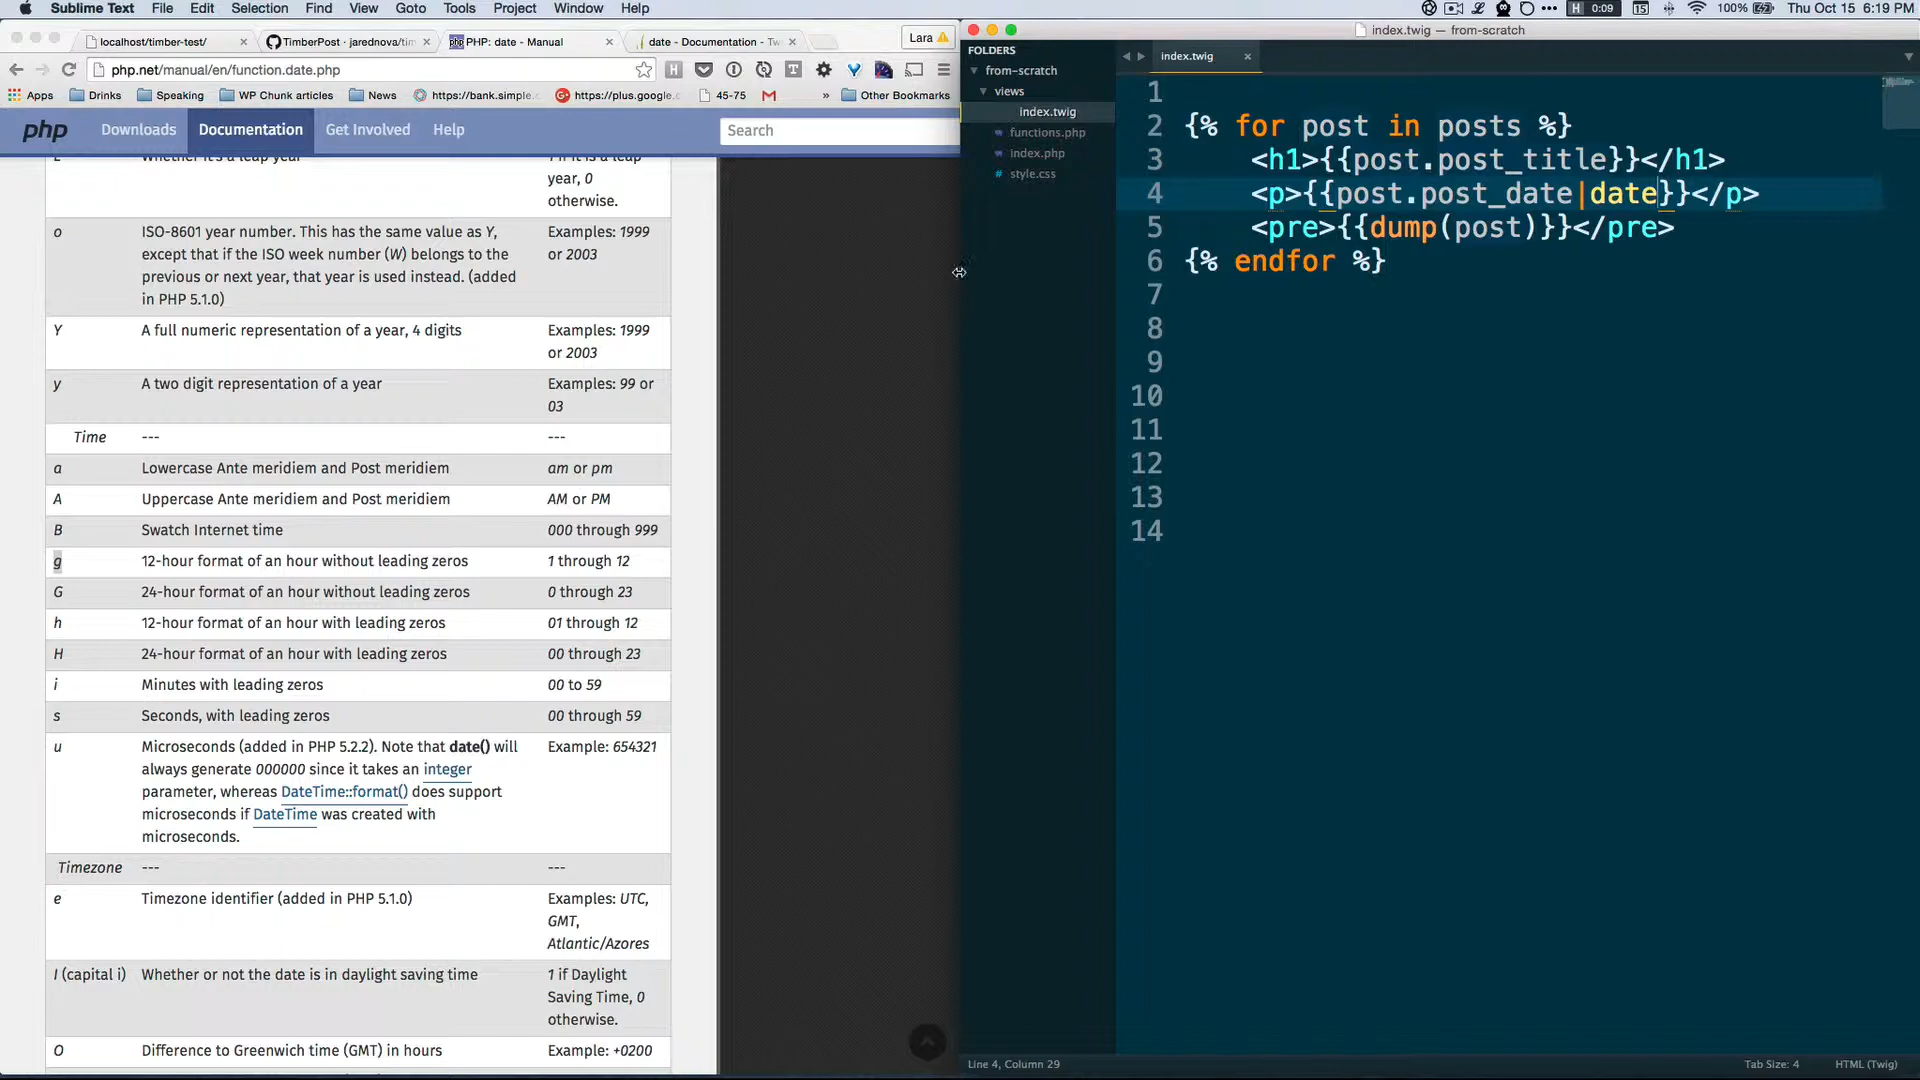 Sublime Text File Edit Selection Find View Goto Tools Project Window Help
H 0:09 15 100% Thu Oct 15 6:19 PM
localhost/timber-test/ TimberPost · jarednova/tim PHP: date - Manual date - Documentation - Tw Lara
php.net/manual/en/function.date.php
Apps Drinks Speaking WP Chunk articles News https://bank.simple. https://plus.google.c 45-75 » Other Bookmarks
php Downloads Documentation Get Involved Help Search
L Whether it's a leap year 1 if it is a leap
year, 0
otherwise.
o ISO-8601 year number. This has the same value as Y, Examples: 1999
except that if the ISO week number (W) belongs to the or 2003
previous or next year, that year is used instead. (added
in PHP 5.1.0)
Y A full numeric representation of a year, 4 digits Examples: 1999
or 2003
y A two digit representation of a year Examples: 99 or
03
Time --- ---
a Lowercase Ante meridiem and Post meridiem am or pm
A Uppercase Ante meridiem and Post meridiem AM or PM
B Swatch Internet time 000 through 999
g 12-hour format of an hour without leading zeros 1 through 12
G 24-hour format of an hour without leading zeros 0 through 23
h 12-hour format of an hour with leading zeros 01 through 12
H 24-hour format of an hour with leading zeros 00 through 23
i Minutes with leading zeros 00 to 59
s Seconds, with leading zeros 00 through 59
u Microseconds (added in PHP 5.2.2). Note that date() will Example: 654321
always generate 000000 since it takes an integer
parameter, whereas DateTime::format() does support
microseconds if DateTime was created with
microseconds.
Timezone --- ---
e Timezone identifier (added in PHP 5.1.0) Examples: UTC,
GMT,
Atlantic/Azores
I (capital i) Whether or not the date is in daylight saving time 1 if Daylight
Saving Time, 0
otherwise.
O Difference to Greenwich time (GMT) in hours Example: +0200
index.twig — from-scratch
FOLDERS
from-scratch
views
index.twig
functions.php
index.php
style.css
index.twig
1
2 {% for post in posts %}
3 <h1>{{post.post_title}}</h1>
4 <p>{{post.post_date|date}}</p>
5 <pre>{{dump(post)}}</pre>
6 {% endfor %}
7
8
9
10
11
12
13
14
Line 4, Column 29 Tab Size: 4 HTML (Twig)